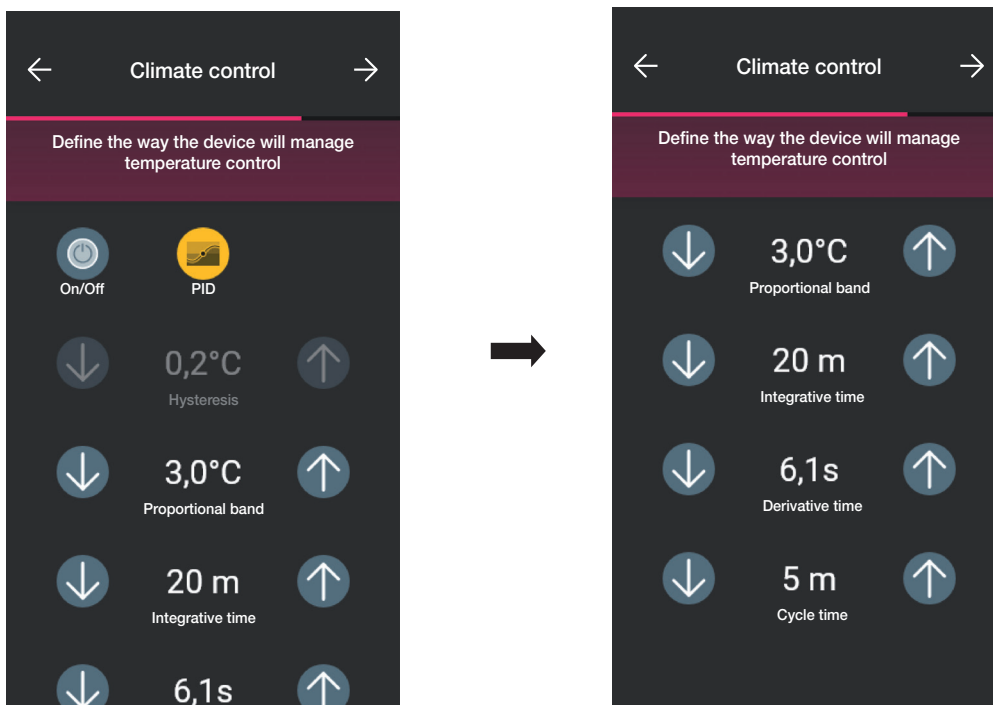 Climate control
Define the way the device will manage
temperature control
On/Off
PID
0,2°C
Hysteresis
3,0°C
Proportional band
20 m
Integrative time
6,1s
Climate control
Define the way the device will manage
temperature control
3,0°C
Proportional band
20 m
Integrative time
6,1s
Derivative time
5 m
Cycle time